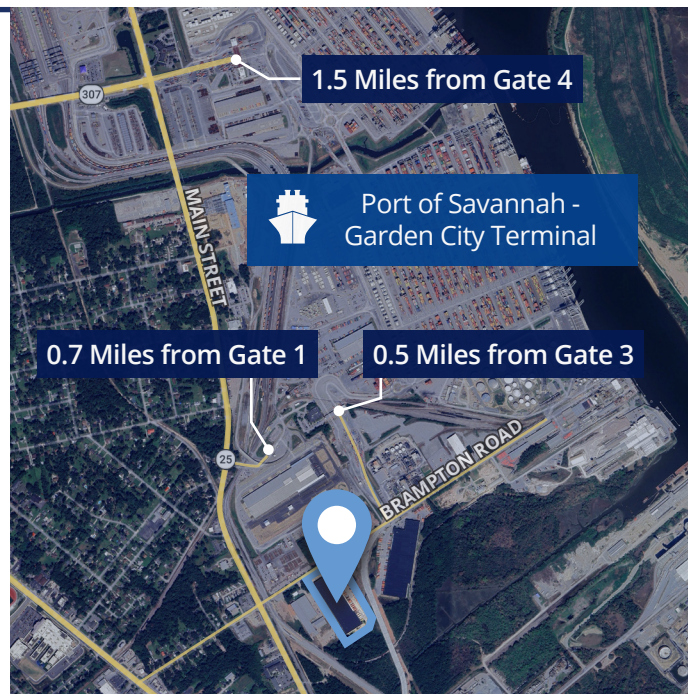 1.5 Miles from Gate 4
307
Port of Savannah -
Garden City Terminal
MAIN STREET
0.7 Miles from Gate 1
0.5 Miles from Gate 3
25
BRAMPTON ROAD